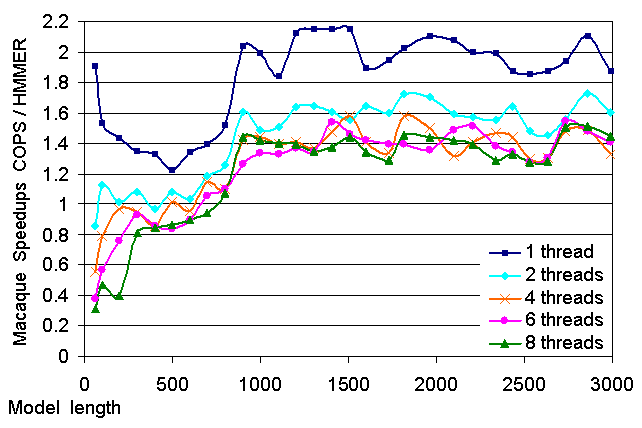 Macaque Speedups COPS / HMMER
2.2
2
1.8
1.6
1.4
1.2
1
0.8
0.6
0.4
0.2
0
1 thread
2 threads
4 threads
6 threads
8 threads
0 500 1000 1500 2000 2500 3000
Model length